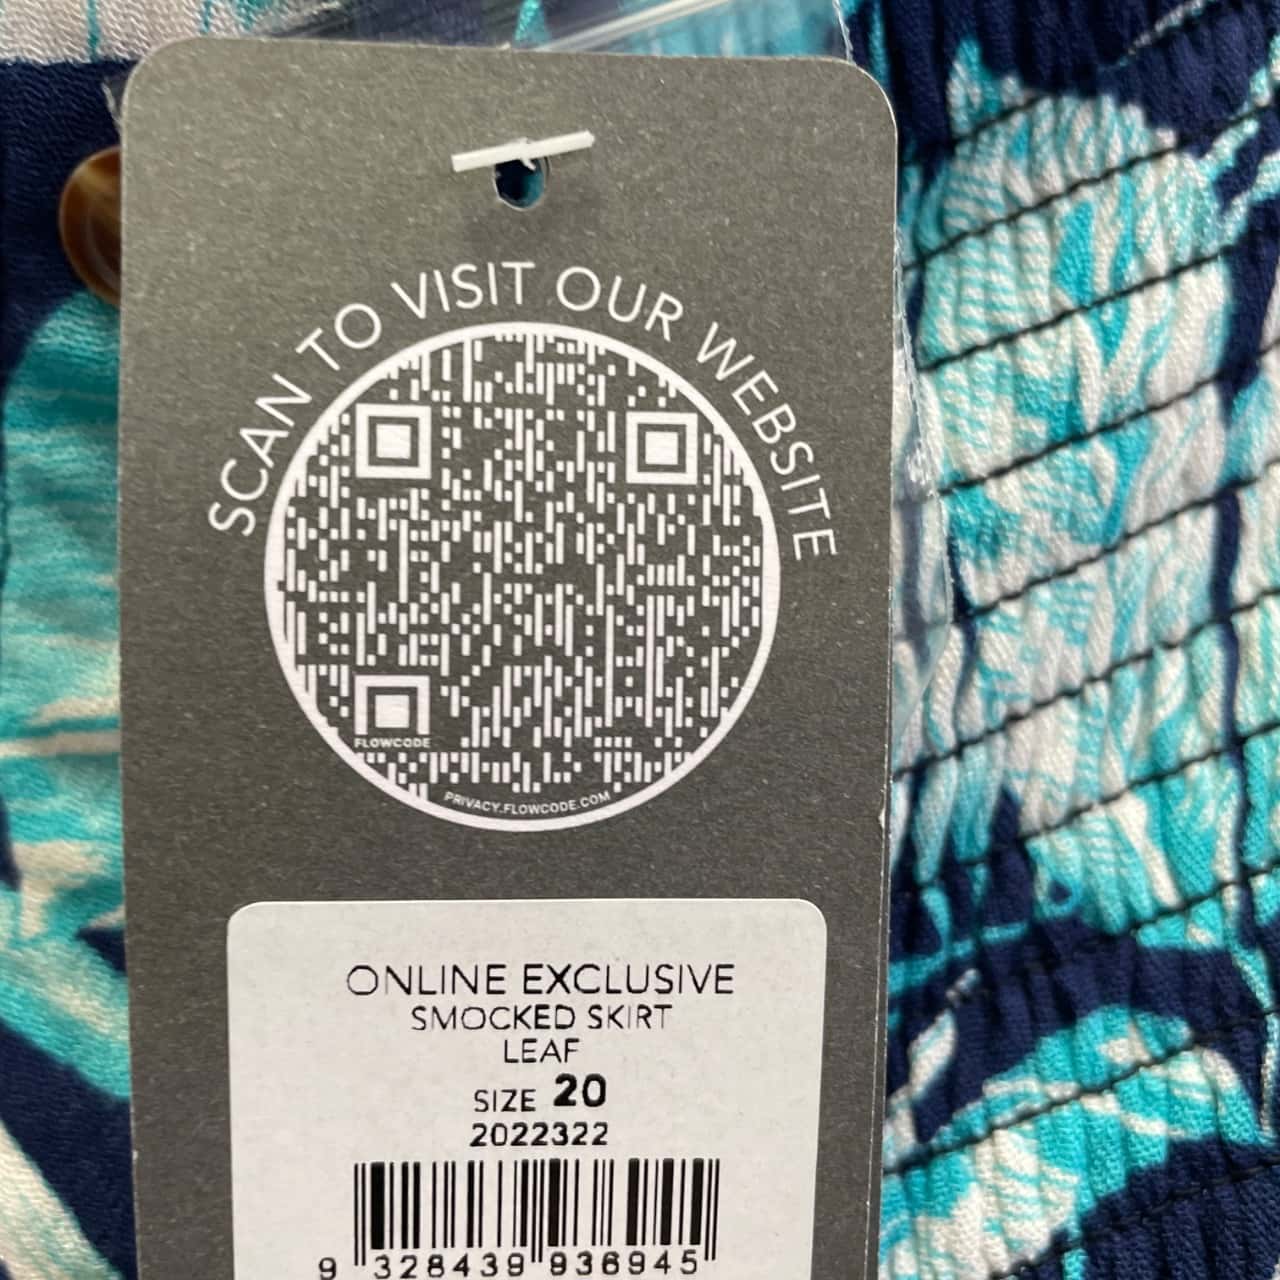 SCAN TO VISIT OUR WEBSITE
FLOWCODE
PRIVACY.FLOWCODE.COM
ONLINE EXCLUSIVE
SMOCKED SKIRT
LEAF
SIZE 20
2022322
9 328439 936945